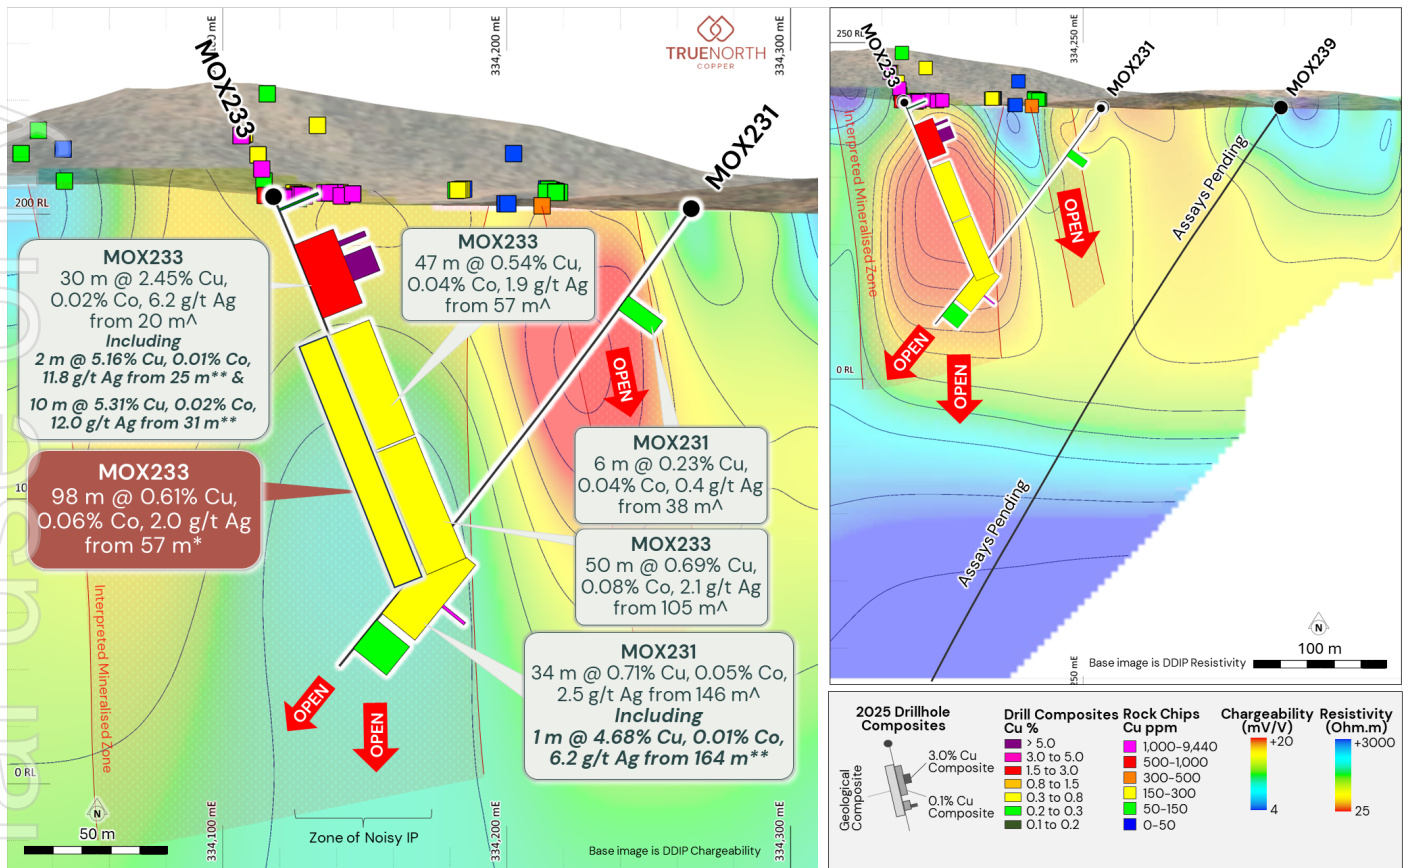 TRUENORTH
COPPER
334,200 mE
334,300 mE
MOX233
MOX231
200 RL
MOX233
30 m @ 2.45% Cu,
0.02% Co, 6.2 g/t Ag
from 20 m^
Including
2 m @ 5.16% Cu, 0.01% Co,
11.8 g/t Ag from 25 m** &
10 m @ 5.31% Cu, 0.02% Co,
12.0 g/t Ag from 31 m**
MOX233
47 m @ 0.54% Cu,
0.04% Co, 1.9 g/t Ag
from 57 m^
OPEN
MOX231
6 m @ 0.23% Cu,
0.04% Co, 0.4 g/t Ag
from 38 m^
MOX233
98 m @ 0.61% Cu,
0.06% Co, 2.0 g/t Ag
from 57 m*
MOX233
50 m @ 0.69% Cu,
0.08% Co, 2.1 g/t Ag
from 105 m^
MOX231
34 m @ 0.71% Cu, 0.05% Co,
2.5 g/t Ag from 146 m^
Including
1 m @ 4.68% Cu, 0.01% Co,
6.2 g/t Ag from 164 m**
Interpreted Mineralised Zone
OPEN
OPEN
0 RL
N
50 m
334,100 mE
334,200 mE
334,300 mE
Zone of Noisy IP
Base image is DDIP Chargeability
250 RL
334,250 mE
MOX233
MOX231
MOX239
Interpreted Mineralised Zone
OPEN
OPEN
OPEN
Assays Pending
Assays Pending
0 RL
N
100 m
Base image is DDIP Resistivity
2025 Drillhole
Composites
Geological
Composite
3.0% Cu
Composite
0.1% Cu
Composite
Drill Composites
Cu %
> 5.0
3.0 to 5.0
1.5 to 3.0
0.8 to 1.5
0.3 to 0.8
0.2 to 0.3
0.1 to 0.2
Rock Chips
Cu ppm
1,000-9,440
500-1,000
300-500
150-300
50-150
0-50
Chargeability
(mV/V)
+20
4
Resistivity
(Ohm.m)
+3000
25